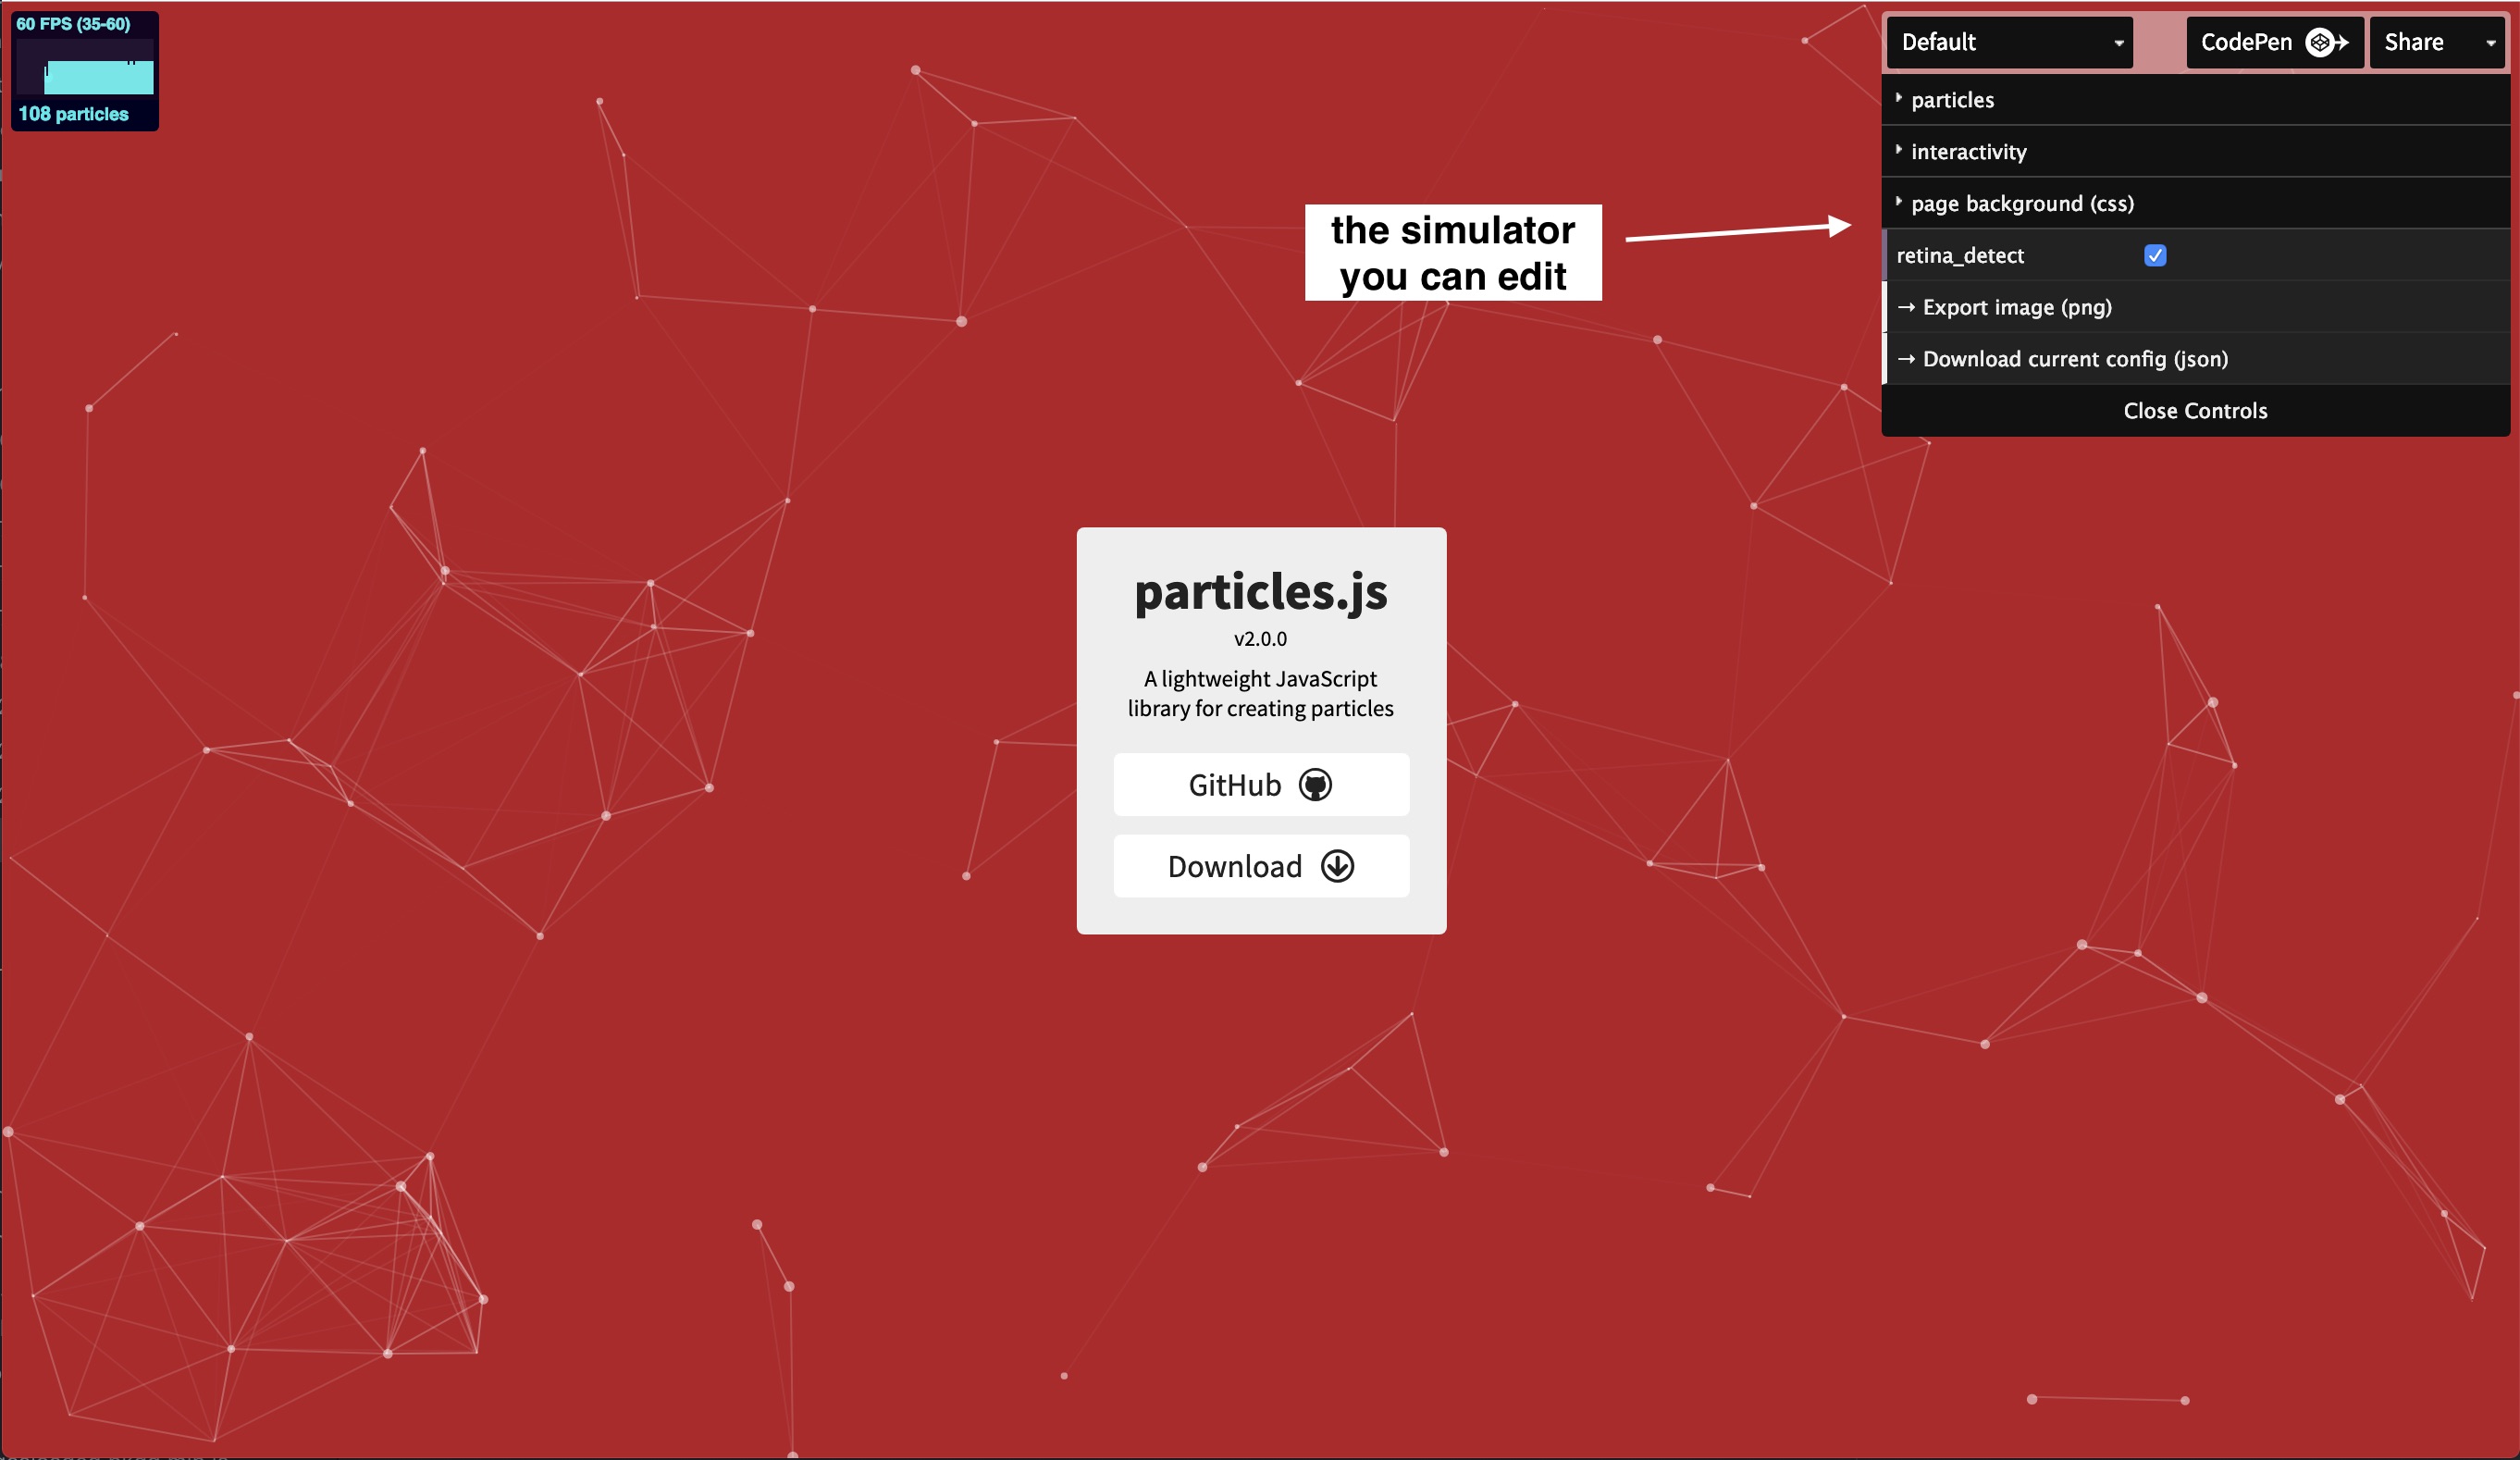 60 FPS (35-60)
108 particles
Default
CodePen
Share
particles
interactivity
page background (css)
retina_detect
→ Export image (png)
→ Download current config (json)
Close Controls
the simulator
you can edit
particles.js
v2.0.0
A lightweight JavaScript
library for creating particles
GitHub
Download